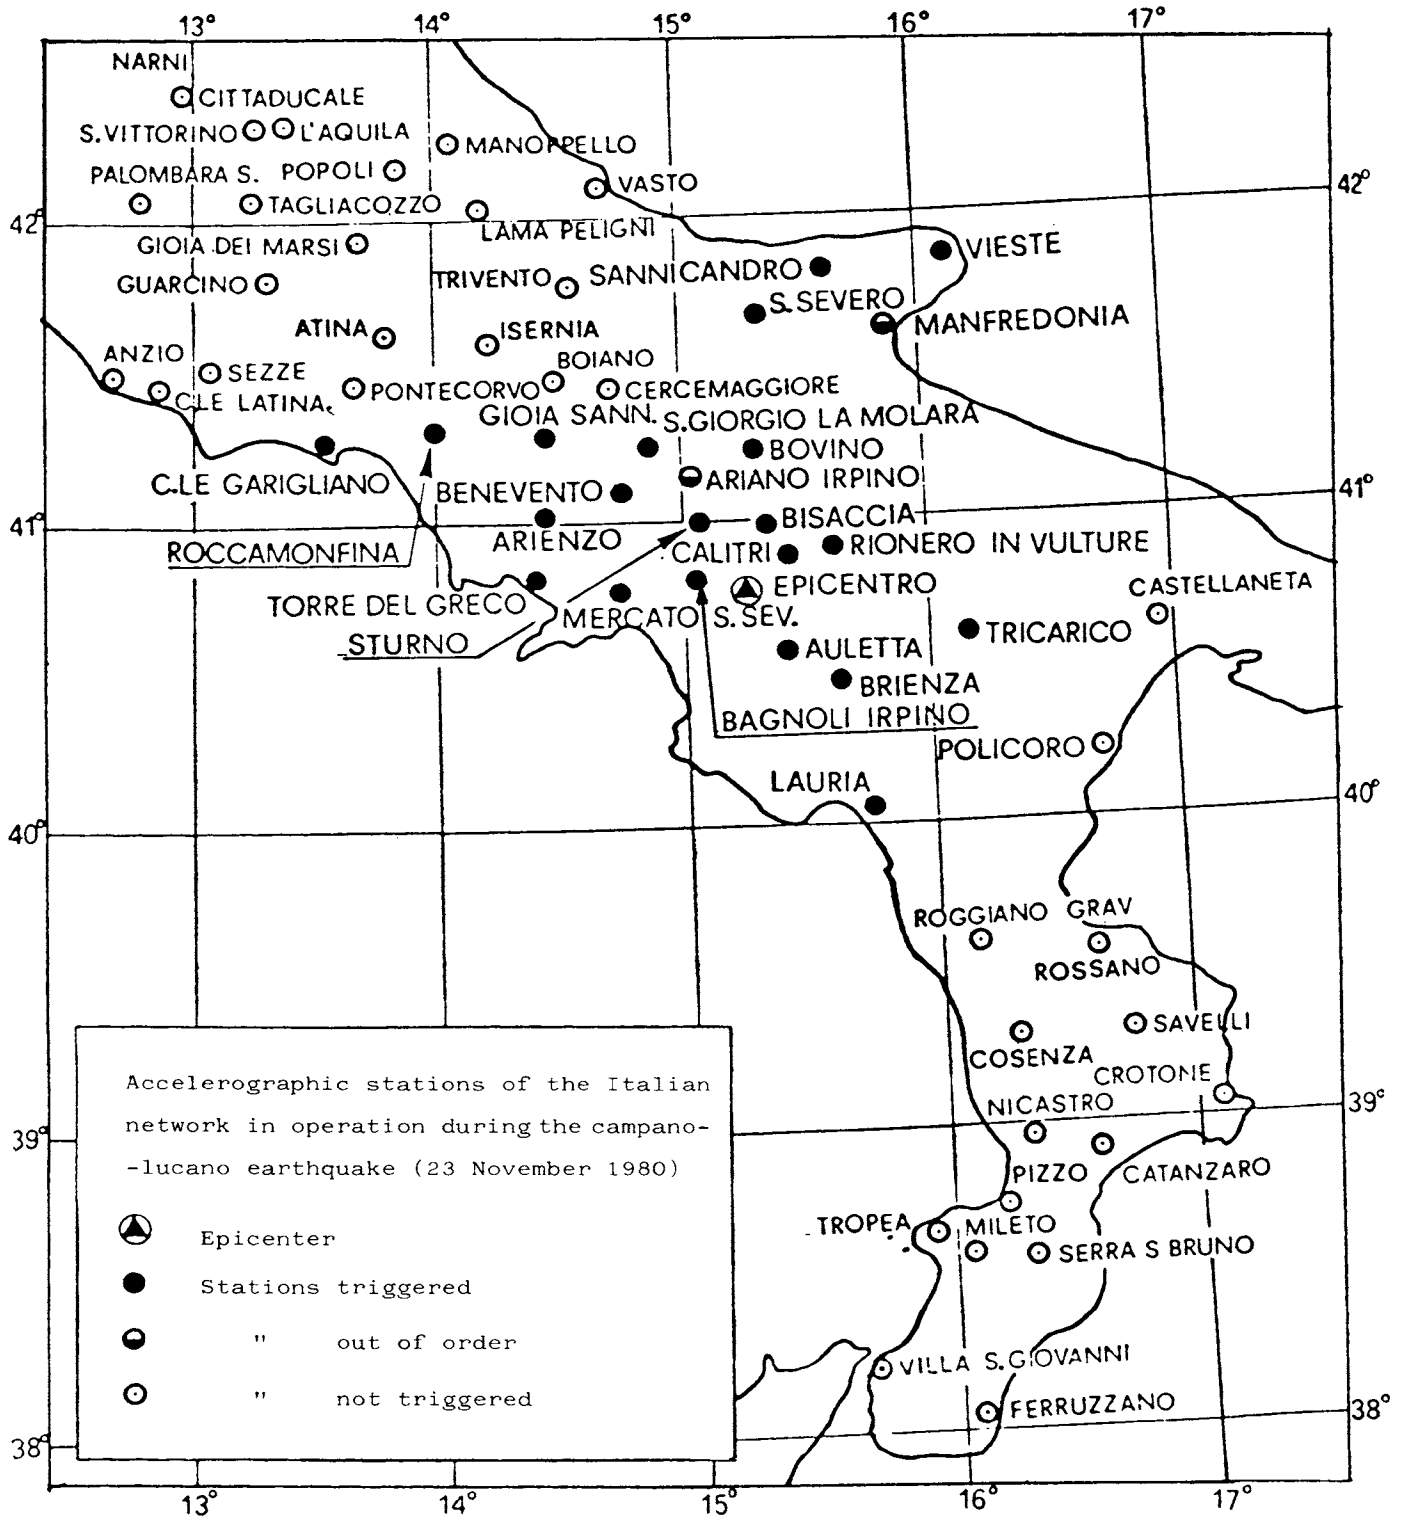 13° 14° 15° 16° 17°
NARNI
CITTADUCALE
S.VITTORINO L'AQUILA
MANOPPELLO
PALOMBARA S. POPOLI
VASTO
42° 42°
TAGLIACOZZO
LAMA PELIGNI
GIOIA DEI MARSI
VIESTE
GUARCINO
TRIVENTO
SANNICANDRO
S.SEVERO
ATINA
ISERNIA
MANFREDONIA
ANZIO
SEZZE
BOIANO
C.LE LATINA
PONTECORVO
CERCEMAGGIORE
GIOIA SANN.
S.GIORGIO LA MOLARA
BOVINO
C.LE GARIGLIANO
BENEVENTO
ARIANO IRPINO
41° 41°
BISACCIA
ARIENZO
ROCCAMONFINA
CALITRI
RIONERO IN VULTURE
EPICENTRO
CASTELLANETA
TORRE DEL GRECO
MERCATO S.SEV.
STURNO
TRICARICO
AULETTA
BRIENZA
BAGNOLI IRPINO
POLICORO
LAURIA
40° 40°
ROGGIANO GRAV
ROSSANO
SAVELLI
COSENZA
CROTONE
NICASTRO
39° 39°
PIZZO
CATANZARO
TROPEA
MILETO
SERRA S BRUNO
VILLA S.GIOVANNI
FERRUZZANO
38° 38°
Accelerographic stations of the Italian
network in operation during the campano-
-lucano earthquake (23 November 1980)
Epicenter
Stations triggered
" out of order
" not triggered
13° 14° 15° 16° 17°